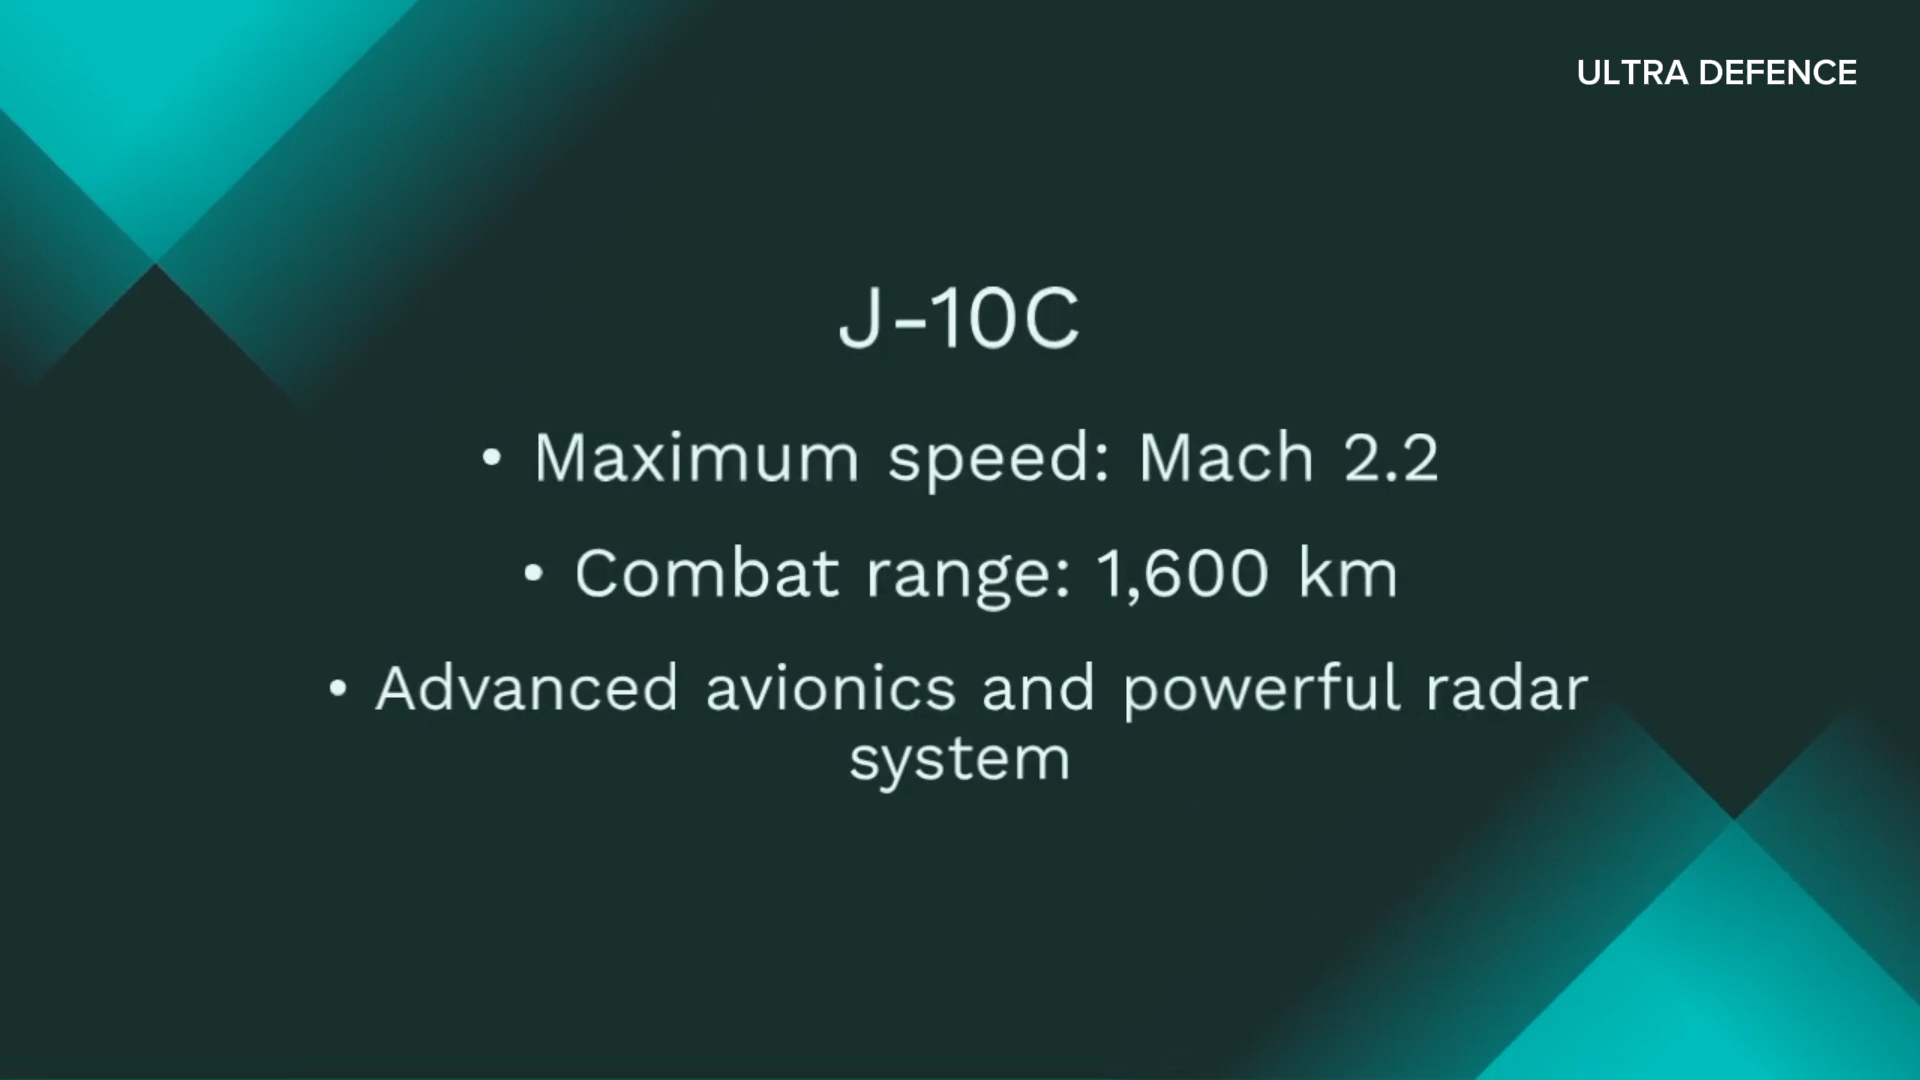 ULTRA DEFENCE
J-10C
• Maximum speed: Mach 2.2
• Combat range: 1,600 km
• Advanced avionics and powerful radar
system